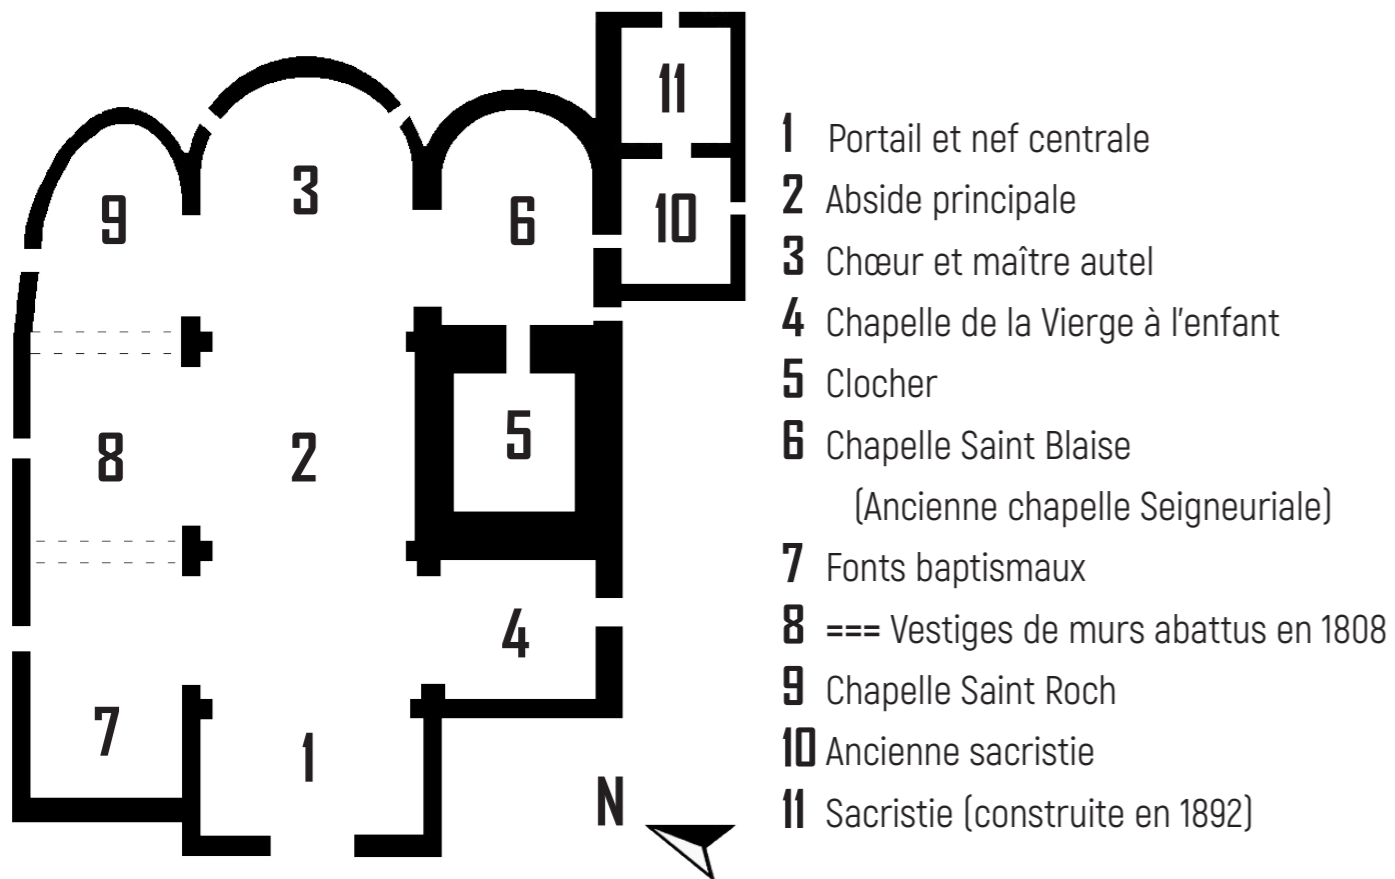 11
3
9
6
10
5
8
2
4
7
1
N
1 Portail et nef centrale
2 Abside principale
3 Chœur et maître autel
4 Chapelle de la Vierge à l'enfant
5 Clocher
6 Chapelle Saint Blaise
(Ancienne chapelle Seigneuriale)
7 Fonts baptismaux
8 === Vestiges de murs abattus en 1808
9 Chapelle Saint Roch
10 Ancienne sacristie
11 Sacristie (construite en 1892)